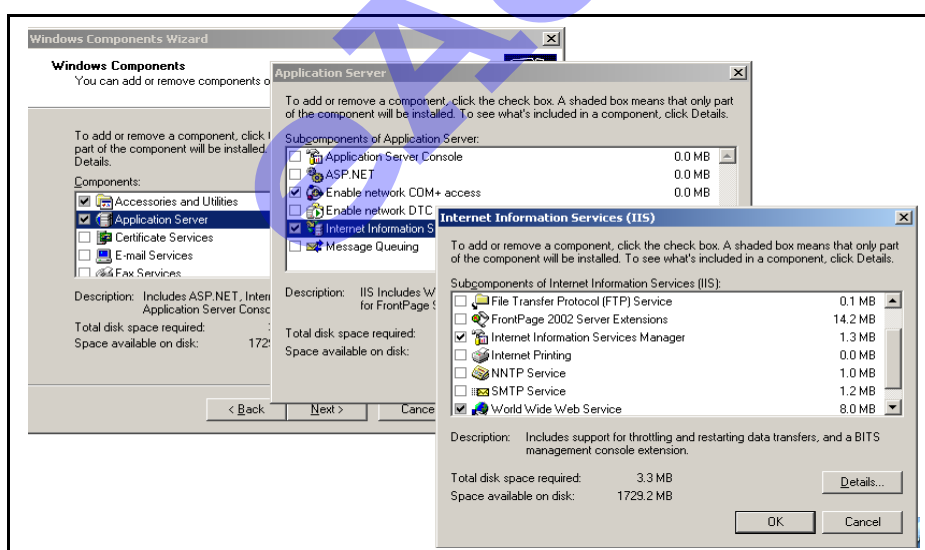 Windows Components Wizard
Windows Components
You can add or remove components o
To add or remove a component, click
part of the component will be installed.
Details.
Components:
Accessories and Utilities
Application Server
Certificate Services
E-mail Services
Fax Services
Description: Includes ASP.NET, Inter
Application Server Conso
Total disk space required:
Space available on disk: 172
< Back
Next >
Cance
Application Server
To add or remove a component, click the check box. A shaded box means that only part
of the component will be installed. To see what's included in a component, click Details.
Subcomponents of Application Server:
Application Server Console 0.0 MB
ASP.NET 0.0 MB
Enable network COM+ access 0.0 MB
Enable network DTC
Internet Information S
Message Queuing
Description: IIS Includes W
for FrontPage S
Total disk space required:
Space available on disk:
Internet Information Services (IIS)
To add or remove a component, click the check box. A shaded box means that only part
of the component will be installed. To see what's included in a component, click Details.
Subcomponents of Internet Information Services (IIS):
File Transfer Protocol (FTP) Service 0.1 MB
FrontPage 2002 Server Extensions 14.2 MB
Internet Information Services Manager 1.3 MB
Internet Printing 0.0 MB
NNTP Service 1.0 MB
SMTP Service 1.2 MB
World Wide Web Service 8.0 MB
Description: Includes support for throttling and restarting data transfers, and a BITS
management console extension.
Total disk space required: 3.3 MB
Space available on disk: 1729.2 MB
Details...
OK
Cancel